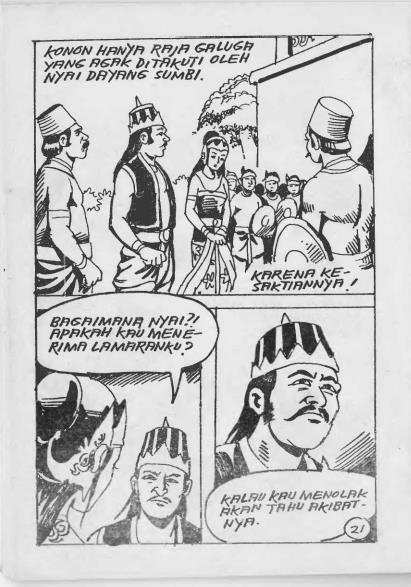 KONON HANYA RAJA GALUGA
YANG AGAK DITAKUTI OLEH
NYAI DAYANG SUMBI.
KARENA KE-
SAKTIANNYA!
BAGAIMANA NYAI?!
APAKAH KAU MENE-
RIMA LAMARANKU?
KALAU KAU MENOLAK
AKAN TAHU AKIBAT-
NYA.
21